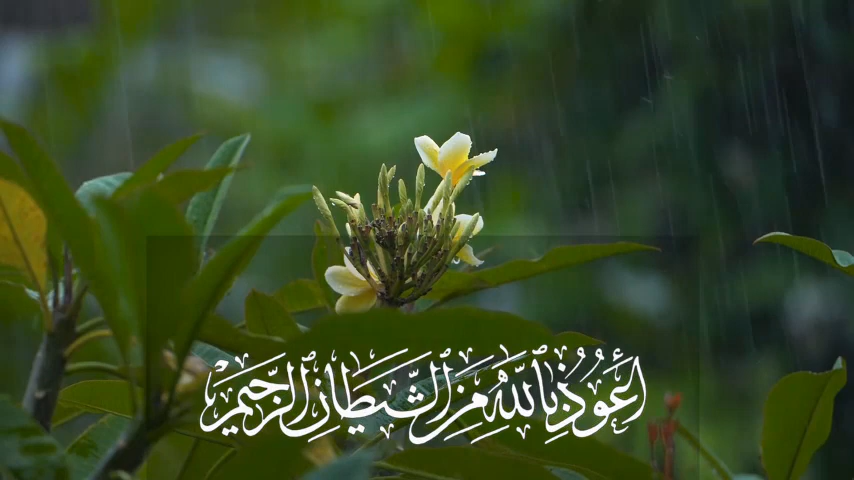 أَعُوذُ بِاللَّهِ مِنَ الشَّيْطَانِ الرَّجِيمِ